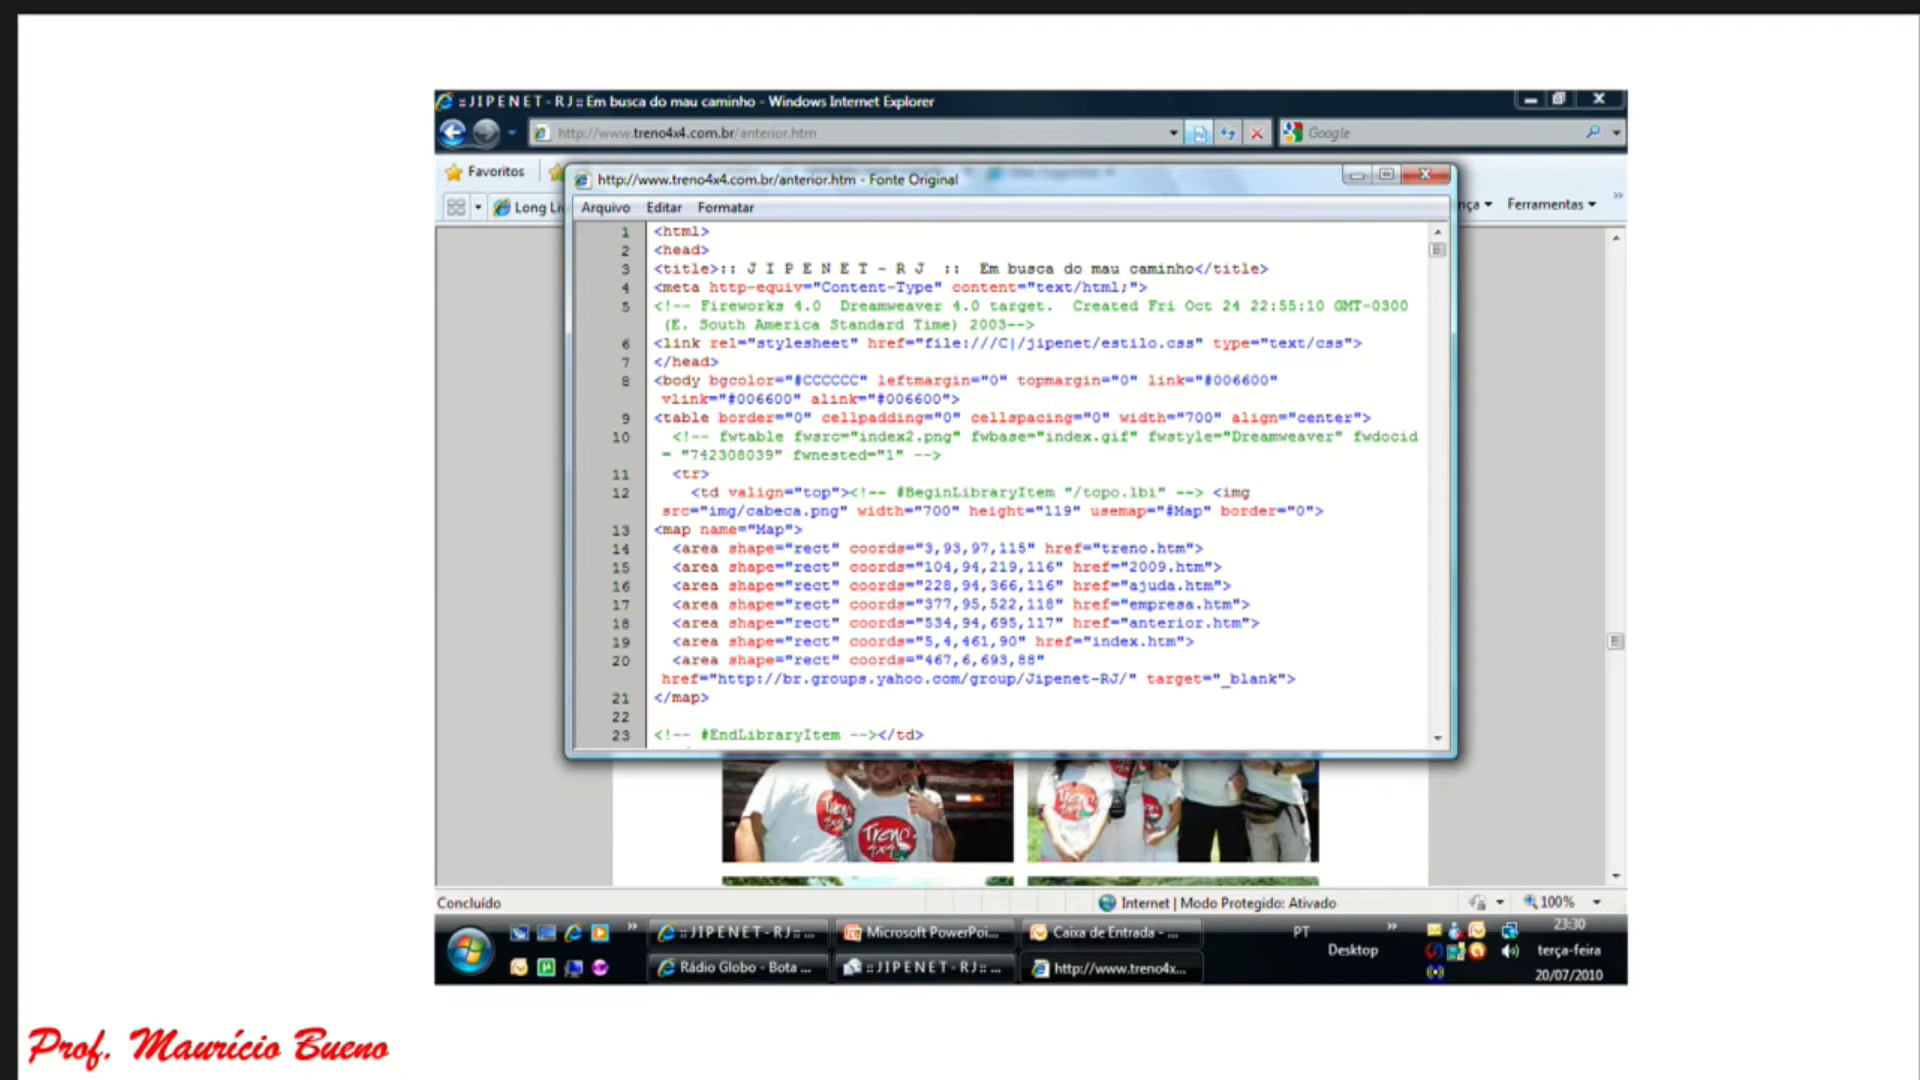 ::JIPENET-RJ:: Em busca do mau caminho - Windows Internet Explorer
http://www.treno4x4.com.br/anterior.htm
Google
Favoritos
http://www.treno4x4.com.br/anterior.htm - Fonte Original
Long Li
nça
Ferramentas
Arquivo Editar Formatar
1 <html>
2 <head>
3 <title>:: J I P E N E T - R J :: Em busca do mau caminho</title>
4 <meta http-equiv="Content-Type" content="text/html;">
5 <!-- Fireworks 4.0 Dreamweaver 4.0 target. Created Fri Oct 24 22:55:10 GMT-0300
(E. South America Standard Time) 2003-->
6 <link rel="stylesheet" href="file:///C|/jipenet/estilo.css" type="text/css">
7 </head>
8 <body bgcolor="#CCCCCC" leftmargin="0" topmargin="0" link="#006600"
vlink="#006600" alink="#006600">
9 <table border="0" cellpadding="0" cellspacing="0" width="700" align="center">
10 <!-- fwtable fwsrc="index2.png" fwbase="index.gif" fwstyle="Dreamweaver" fwdocid
= "742308039" fwnested="1" -->
11 <tr>
12 <td valign="top"><!-- #BeginLibraryItem "/topo.lbi" --> <img
src="img/cabeca.png" width="700" height="119" usemap="#Map" border="0">
13 <map name="Map">
14 <area shape="rect" coords="3,93,97,115" href="treno.htm">
15 <area shape="rect" coords="104,94,219,116" href="2009.htm">
16 <area shape="rect" coords="228,94,366,116" href="ajuda.htm">
17 <area shape="rect" coords="377,95,522,118" href="empresa.htm">
18 <area shape="rect" coords="534,94,695,117" href="anterior.htm">
19 <area shape="rect" coords="5,4,461,90" href="index.htm">
20 <area shape="rect" coords="467,6,693,88"
href="http://br.groups.yahoo.com/group/Jipenet-RJ/" target="_blank">
21 </map>
22
23 <!-- #EndLibraryItem --></td>
Treno
Treno
Concluído
Internet | Modo Protegido: Ativado
100%
::JIPENET-RJ:: ...
Microsoft PowerPoi...
Caixa de Entrada - ...
PT
23:30
Rádio Globo - Bota ...
::JIPENET-RJ:: ...
http://www.treno4x...
Desktop
terça-feira
20/07/2010
Prof. Maurício Bueno